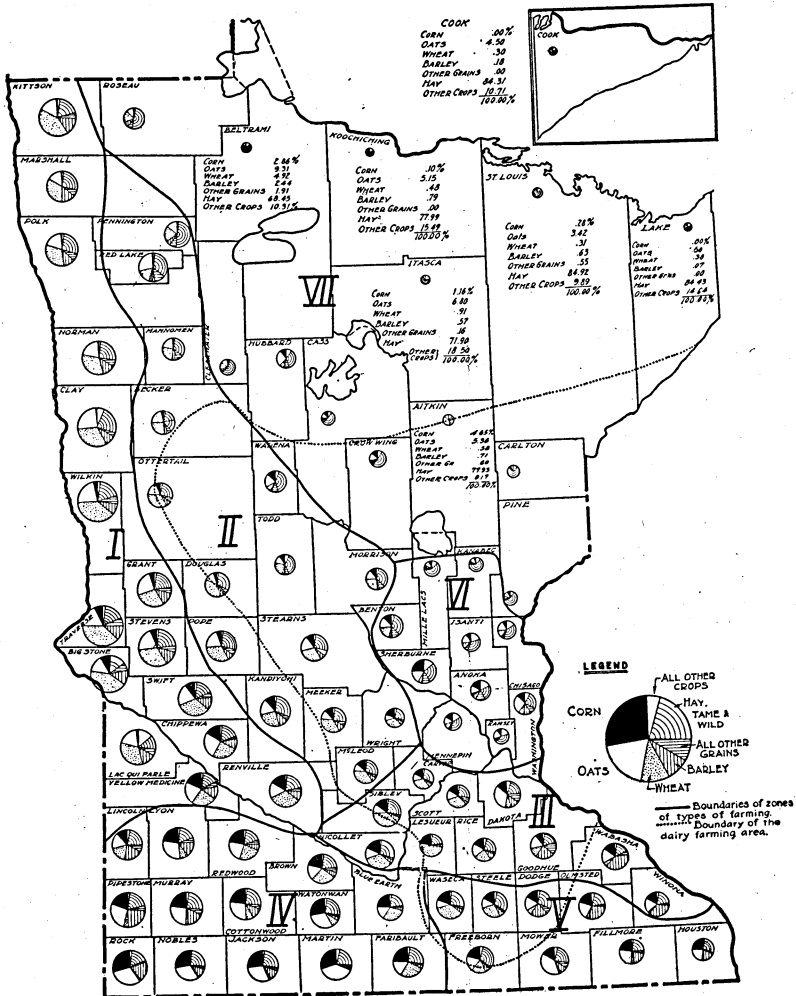 COOK
CORN .00%
OATS 4.50
WHEAT .30
BARLEY .18
OTHER GRAINS .00
HAY 84.31
OTHER CROPS 10.71
100.00%
COOK
KITTSON
ROSEAU
BELTRAMI
CORN 2.86%
OATS 9.31
WHEAT 4.92
BARLEY 2.44
OTHER GRAINS 1.91
HAY 68.45
OTHER CROPS 10.31%
KOOCHICHING
CORN .10%
OATS 5.15
WHEAT .48
BARLEY .79
OTHER GRAINS .00
HAY 77.99
OTHER CROPS 15.49
100.00%
ST LOUIS
CORN .28%
OATS 3.42
WHEAT .31
BARLEY .63
OTHER GRAINS .55
HAY 84.92
OTHER CROPS 9.89
100.00%
LAKE
CORN .00%
OATS
WHEAT
BARLEY .07
OTHER GRNS .00
HAY 84.43
OTHER CROPS 14.64
100.00%
MARSHALL
POLK
PENNINGTON
RED LAKE
ITASCA
CORN 1.16%
OATS 6.80
WHEAT .91
BARLEY .57
OTHER GRAINS .16
HAY 71.90
OTHER CROPS 18.50
100.00%
VII
NORMAN
MAHNOMEN
CLEARWATER
HUBBARD
CASS
CLAY
BECKER
AITKIN
CORN 4.65%
OATS 5.36
WHEAT
BARLEY .71
OTHER GR
HAY
OTHER CROPS 8.17
100.00%
WADENA
CROW WING
CARLTON
WILKIN
OTTERTAIL
PINE
I
II
TODD
MORRISON
KANABEC
GRANT
DOUGLAS
VI
MILLE LACS
TRAVERSE
STEVENS
POPE
STEARNS
BENTON
ISANTI
BIG STONE
SHERBURNE
SWIFT
KANDIYOHI
MEEKER
ANOKA
CHISAGO
CHIPPEWA
WRIGHT
RAMSEY
WASHINGTON
HENNEPIN
LAC QUI PARLE
YELLOW MEDICINE
RENVILLE
McLEOD
CARVER
SIBLEY
SCOTT
DAKOTA
III
LINCOLN
LYON
REDWOOD
NICOLLET
LESUEUR
RICE
GOODHUE
WABASHA
BROWN
BLUE EARTH
PIPESTONE
MURRAY
COTTONWOOD
IV
WATONWAN
WASECA
STEELE
DODGE
OLMSTED
WINONA
V
ROCK
NOBLES
JACKSON
MARTIN
FARIBAULT
FREEBORN
MOWER
FILLMORE
HOUSTON
LEGEND
ALL OTHER
CROPS
CORN
HAY,
TAME &
WILD
ALL OTHER
GRAINS
OATS
BARLEY
WHEAT
Boundaries of zones
of types of farming.
Boundary of the
dairy farming area.